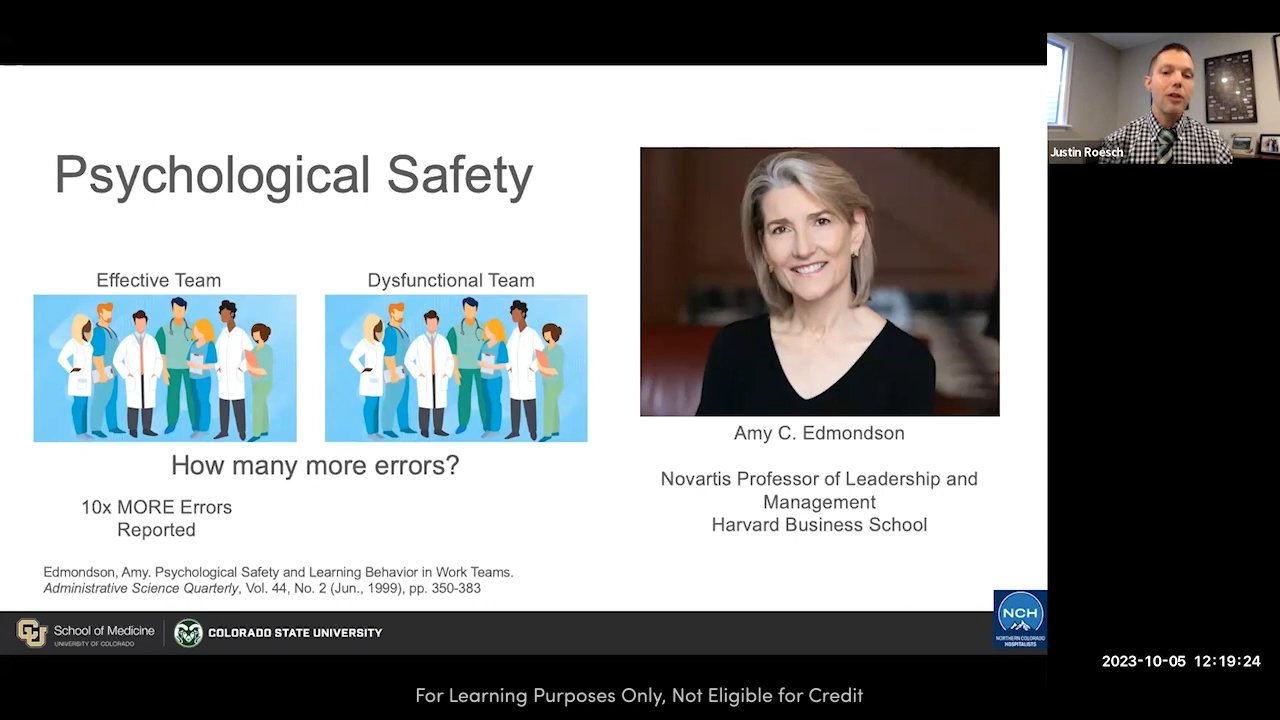 Psychological Safety
Effective Team
Dysfunctional Team
How many more errors?
10x MORE Errors
Reported
Edmondson, Amy. Psychological Safety and Learning Behavior in Work Teams.
Administrative Science Quarterly, Vol. 44, No. 2 (Jun., 1999), pp. 350-383
Amy C. Edmondson
Novartis Professor of Leadership and
Management
Harvard Business School
CU
School of Medicine
UNIVERSITY OF COLORADO
COLORADO STATE UNIVERSITY
NCH
NORTHERN COLORADO
HOSPITALISTS
Justin Roesch
2023-10-05 12:19:24
For Learning Purposes Only, Not Eligible for Credit